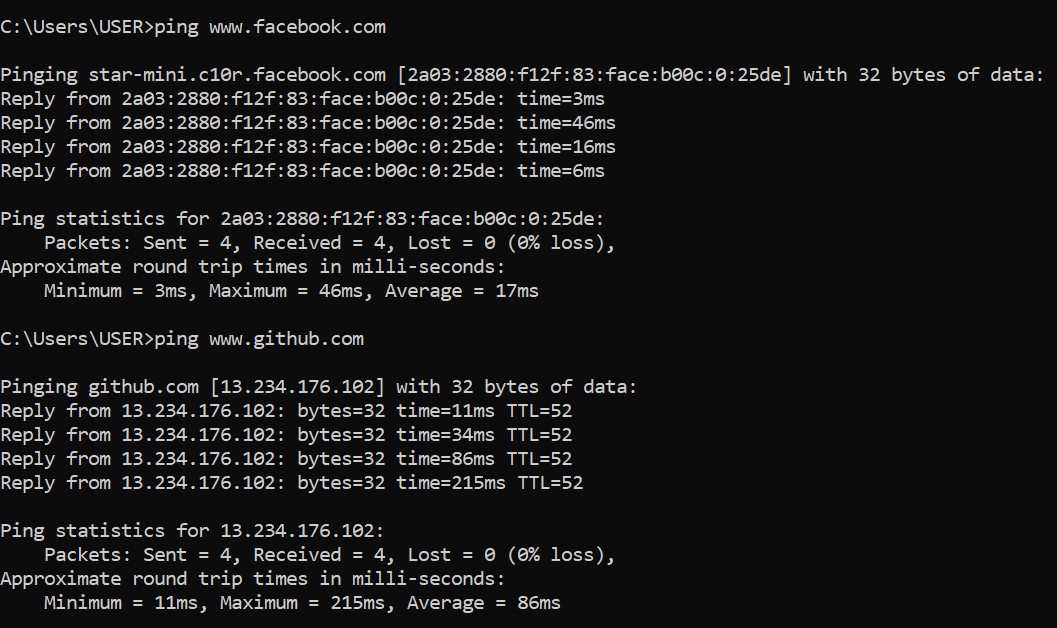 C:\Users\USER>ping www.facebook.com
Pinging star-mini.c10r.facebook.com [2a03:2880:f12f:83:face:b00c:0:25de] with 32 bytes of data:
Reply from 2a03:2880:f12f:83:face:b00c:0:25de: time=3ms
Reply from 2a03:2880:f12f:83:face:b00c:0:25de: time=46ms
Reply from 2a03:2880:f12f:83:face:b00c:0:25de: time=16ms
Reply from 2a03:2880:f12f:83:face:b00c:0:25de: time=6ms
Ping statistics for 2a03:2880:f12f:83:face:b00c:0:25de:
    Packets: Sent = 4, Received = 4, Lost = 0 (0% loss),
Approximate round trip times in milli-seconds:
    Minimum = 3ms, Maximum = 46ms, Average = 17ms
C:\Users\USER>ping www.github.com
Pinging github.com [13.234.176.102] with 32 bytes of data:
Reply from 13.234.176.102: bytes=32 time=11ms TTL=52
Reply from 13.234.176.102: bytes=32 time=34ms TTL=52
Reply from 13.234.176.102: bytes=32 time=86ms TTL=52
Reply from 13.234.176.102: bytes=32 time=215ms TTL=52
Ping statistics for 13.234.176.102:
    Packets: Sent = 4, Received = 4, Lost = 0 (0% loss),
Approximate round trip times in milli-seconds:
    Minimum = 11ms, Maximum = 215ms, Average = 86ms